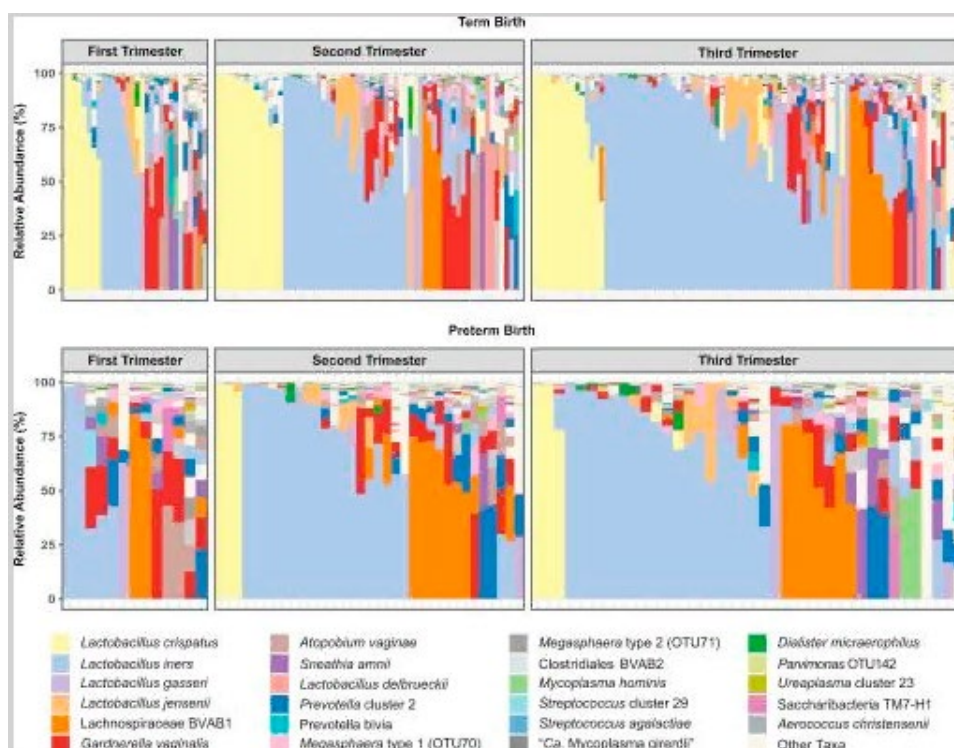 Term Birth
First Trimester
Second Trimester
Third Trimester
Relative Abundance (%)
100
75
50
25
0
Preterm Birth
First Trimester
Second Trimester
Third Trimester
Relative Abundance (%)
100
75
50
25
0
Lactobacillus crispatus
Lactobacillus iners
Lactobacillus gasseri
Lactobacillus jensenii
Lachnospiraceae BVAB1
Gardnerella vaginalis
Atopobium vaginae
Sneathia amnii
Lactobacillus delbrueckii
Prevotella cluster 2
Prevotella bivia
Megasphaera type 1 (OTU70)
Megasphaera type 2 (OTU71)
Clostridiales BVAB2
Mycoplasma hominis
Streptococcus cluster 29
Streptococcus agalactiae
"Ca. Mycoplasma girerdii"
Dialister micraerophilus
Parvimonas OTU142
Ureaplasma cluster 23
Saccharibacteria TM7-H1
Aerococcus christensenii
Other Taxa